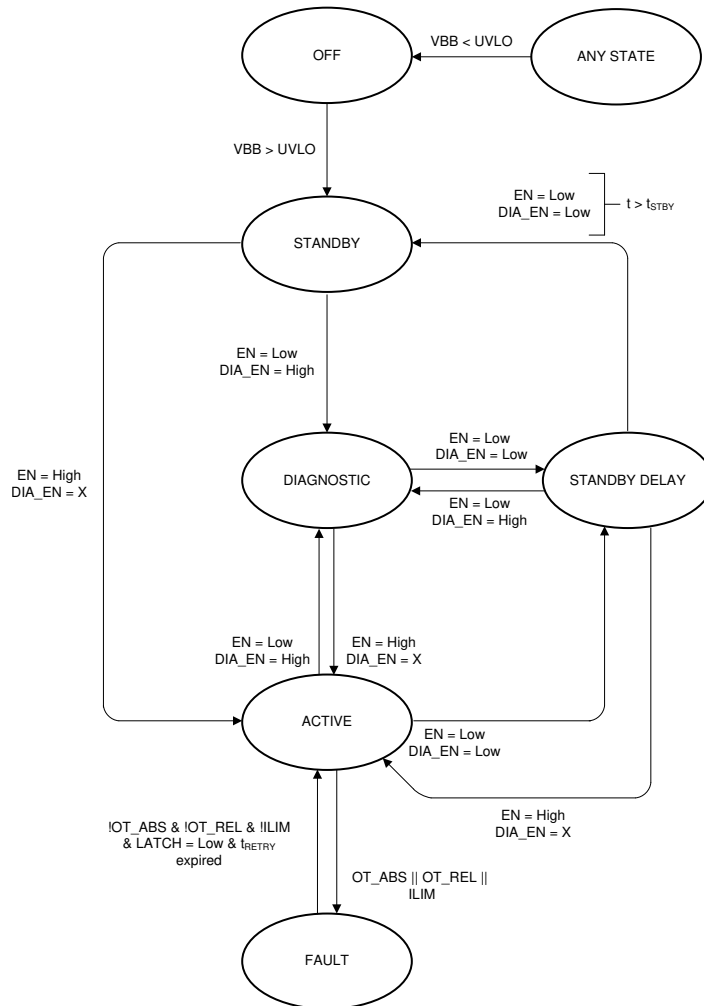 OFF
VBB < UVLO
ANY STATE
VBB > UVLO
EN = Low
DIA_EN = Low
t > tSTBY
STANDBY
EN = Low
DIA_EN = High
EN = High
DIA_EN = X
DIAGNOSTIC
EN = Low
DIA_EN = Low
EN = Low
DIA_EN = High
STANDBY DELAY
EN = Low
DIA_EN = High
EN = High
DIA_EN = X
ACTIVE
EN = Low
DIA_EN = Low
EN = High
DIA_EN = X
!OT_ABS & !OT_REL & !ILIM
& LATCH = Low & tRETRY
expired
OT_ABS || OT_REL ||
ILIM
FAULT